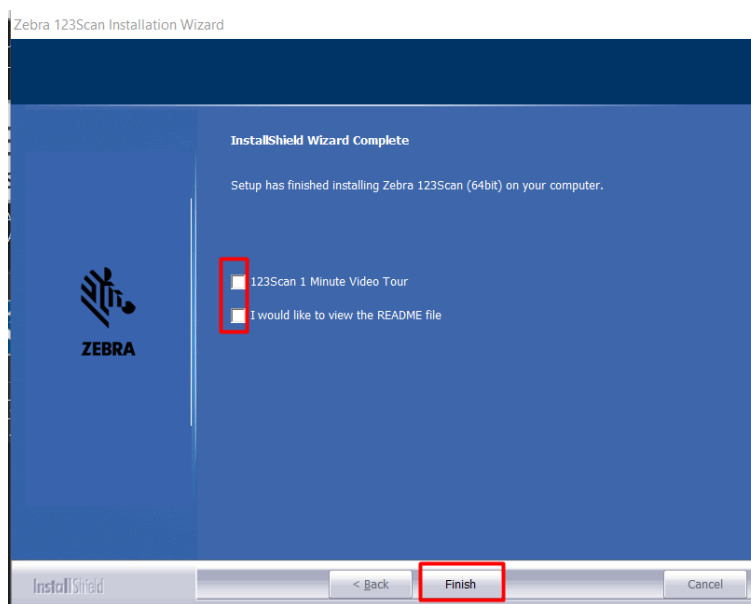 Zebra 123Scan Installation Wizard
InstallShield Wizard Complete
Setup has finished installing Zebra 123Scan (64bit) on your computer.
123Scan 1 Minute Video Tour
I would like to view the README file
ZEBRA
InstallShield
< Back
Finish
Cancel